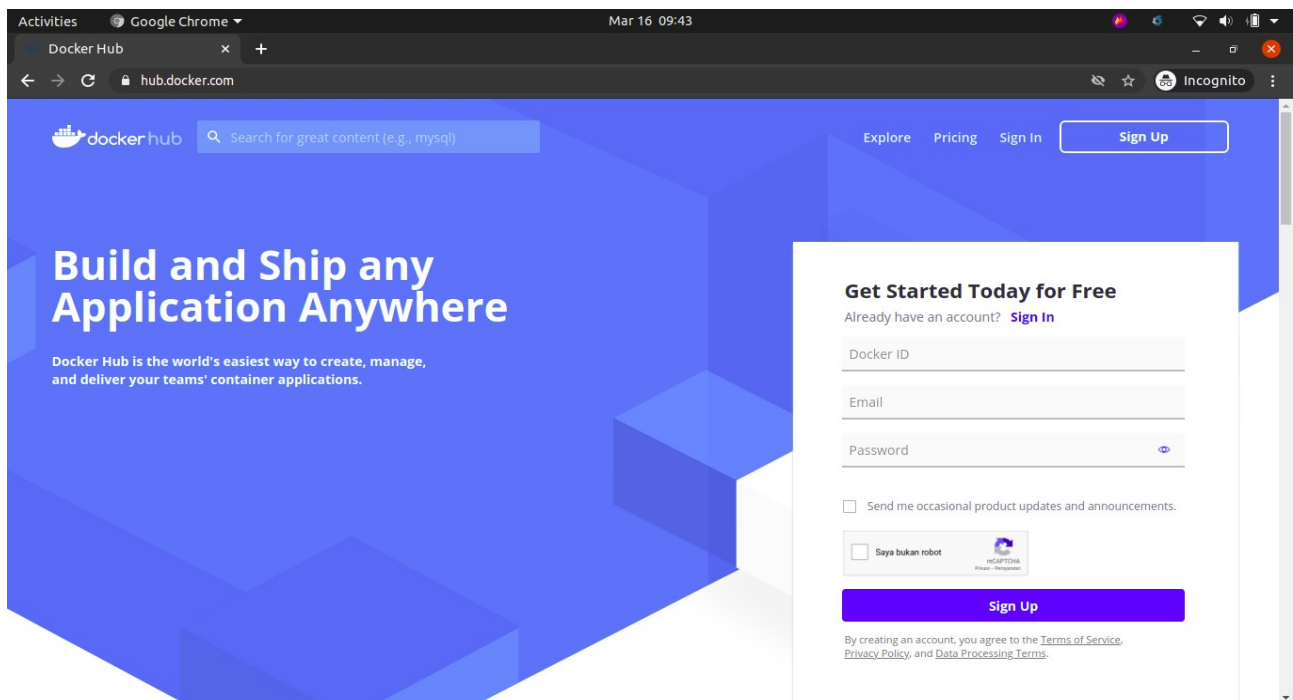 Activities Google Chrome Mar 16 09:43
Docker Hub
hub.docker.com Incognito
docker hub Search for great content (e.g., mysql) Explore Pricing Sign In Sign Up
Build and Ship any
Application Anywhere
Docker Hub is the world's easiest way to create, manage,
and deliver your teams' container applications.
Get Started Today for Free
Already have an account? Sign In
Docker ID
Email
Password
Send me occasional product updates and announcements.
Saya bukan robot
reCAPTCHA
Privasi - Persyaratan
Sign Up
By creating an account, you agree to the Terms of Service,
Privacy Policy, and Data Processing Terms.